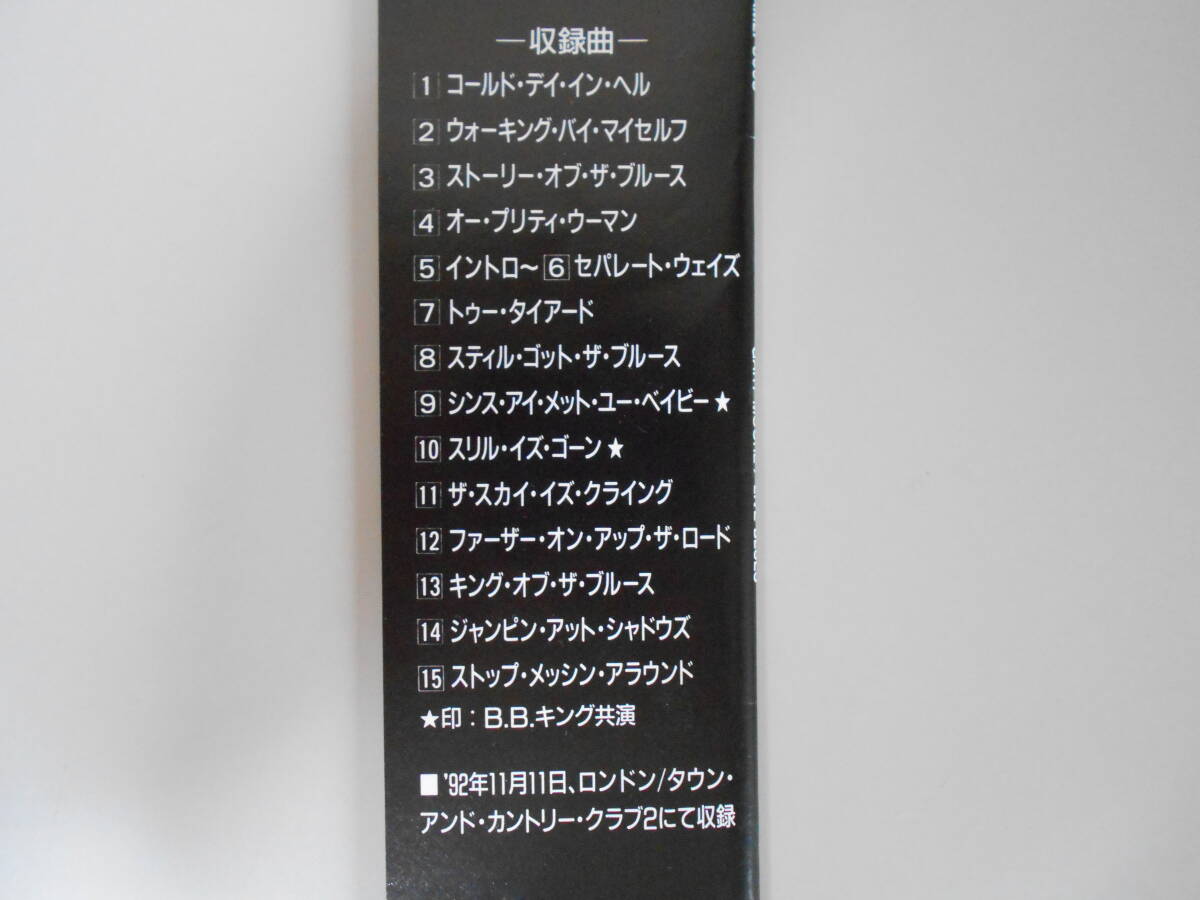 ―収録曲―
1 コールド・デイ・イン・ヘル
2 ウォーキング・バイ・マイセルフ
3 ストーリー・オブ・ザ・ブルース
4 オー・プリティ・ウーマン
5 イントロ～ 6 セパレート・ウェイズ
7 トゥー・タイアード
8 スティル・ゴット・ザ・ブルース
9 シンス・アイ・メット・ユー・ベイビー★
10 スリル・イズ・ゴーン★
11 ザ・スカイ・イズ・クライング
12 ファーザー・オン・アップ・ザ・ロード
13 キング・オブ・ザ・ブルース
14 ジャンピン・アット・シャドウズ
15 ストップ・メッシン・アラウンド
★印：B.B.キング共演
■'92年11月11日、ロンドン/タウン・
アンド・カントリー・クラブ2にて収録